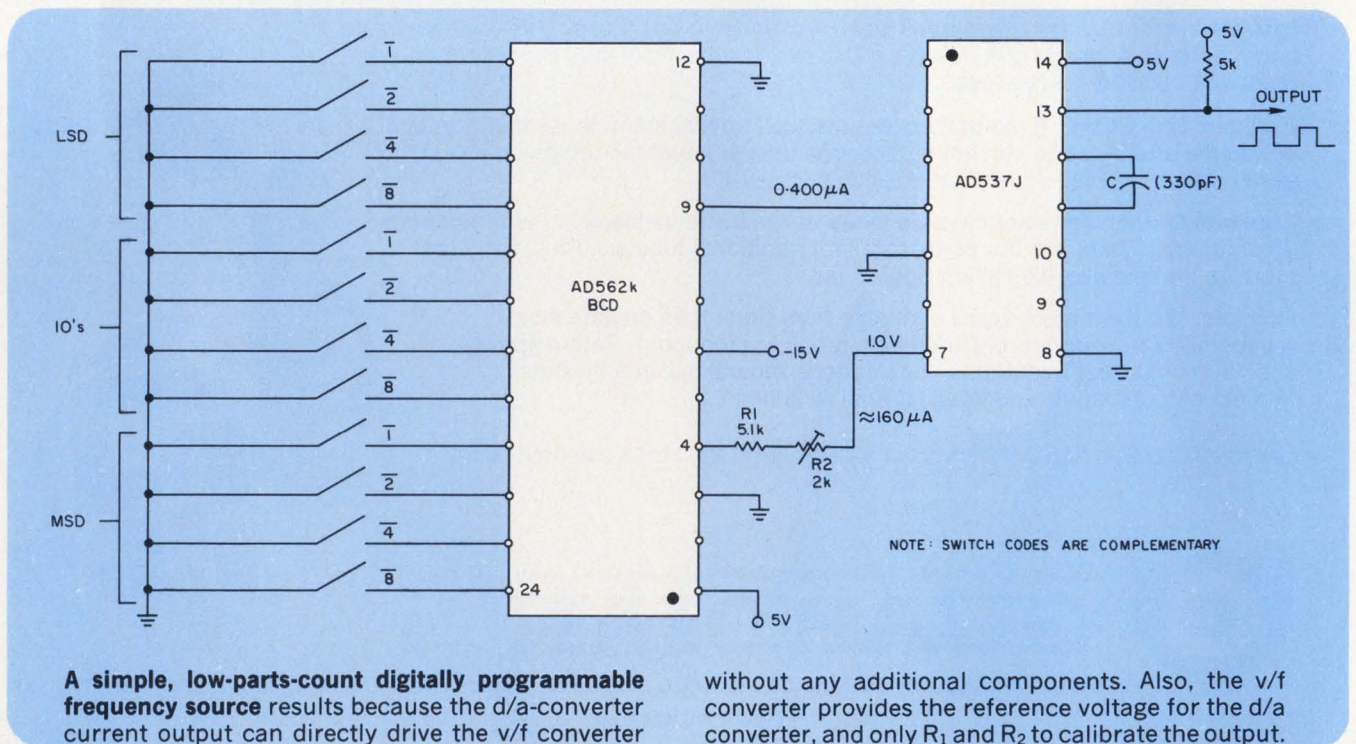 LSD
10's
MSD
1
2
4
8
1
2
4
8
1
2
4
8
24
AD562k
BCD
12
9
4
-15V
5V
0-400μA
R1
5.1k
R2
2k
1.0V
≈160μA
AD537J
14
13
10
9
8
7
5V
5V
5k
OUTPUT
C (330pF)
NOTE: SWITCH CODES ARE COMPLEMENTARY
A simple, low-parts-count digitally programmable
frequency source results because the d/a-converter
current output can directly drive the v/f converter
without any additional components. Also, the v/f
converter provides the reference voltage for the d/a
converter, and only R₁ and R₂ to calibrate the output.